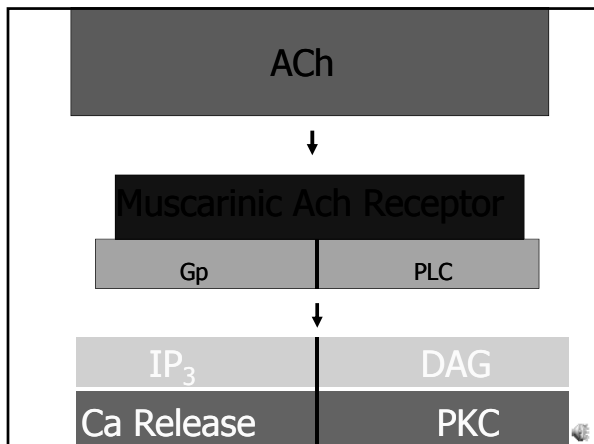 ACh
Muscarinic Ach Receptor
Gp PLC
IP₃ DAG
Ca Release PKC